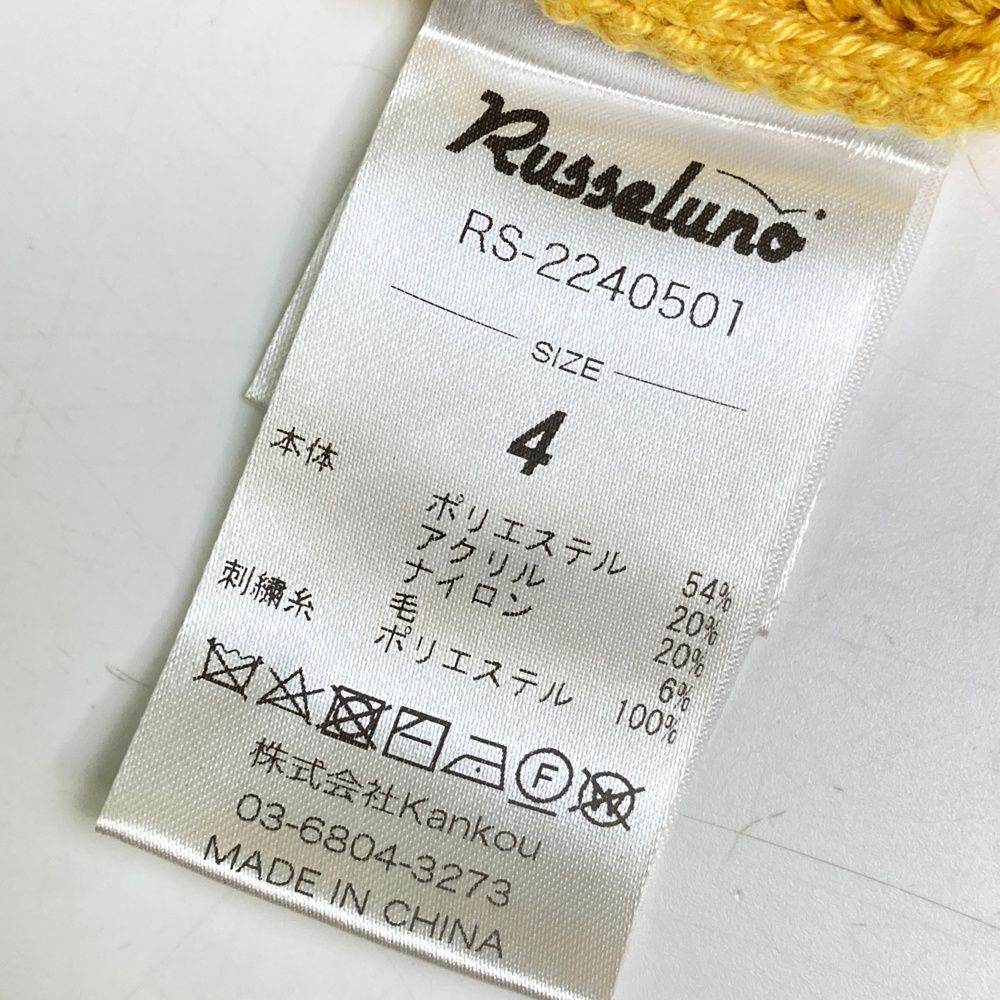 Russeluno
RS-2240501
SIZE
4
本体
ポリエステル 54%
アクリル 20%
ナイロン 20%
毛 6%
刺繍糸 ポリエステル 100%
F
W
株式会社Kankou
03-6804-3273
MADE IN CHINA